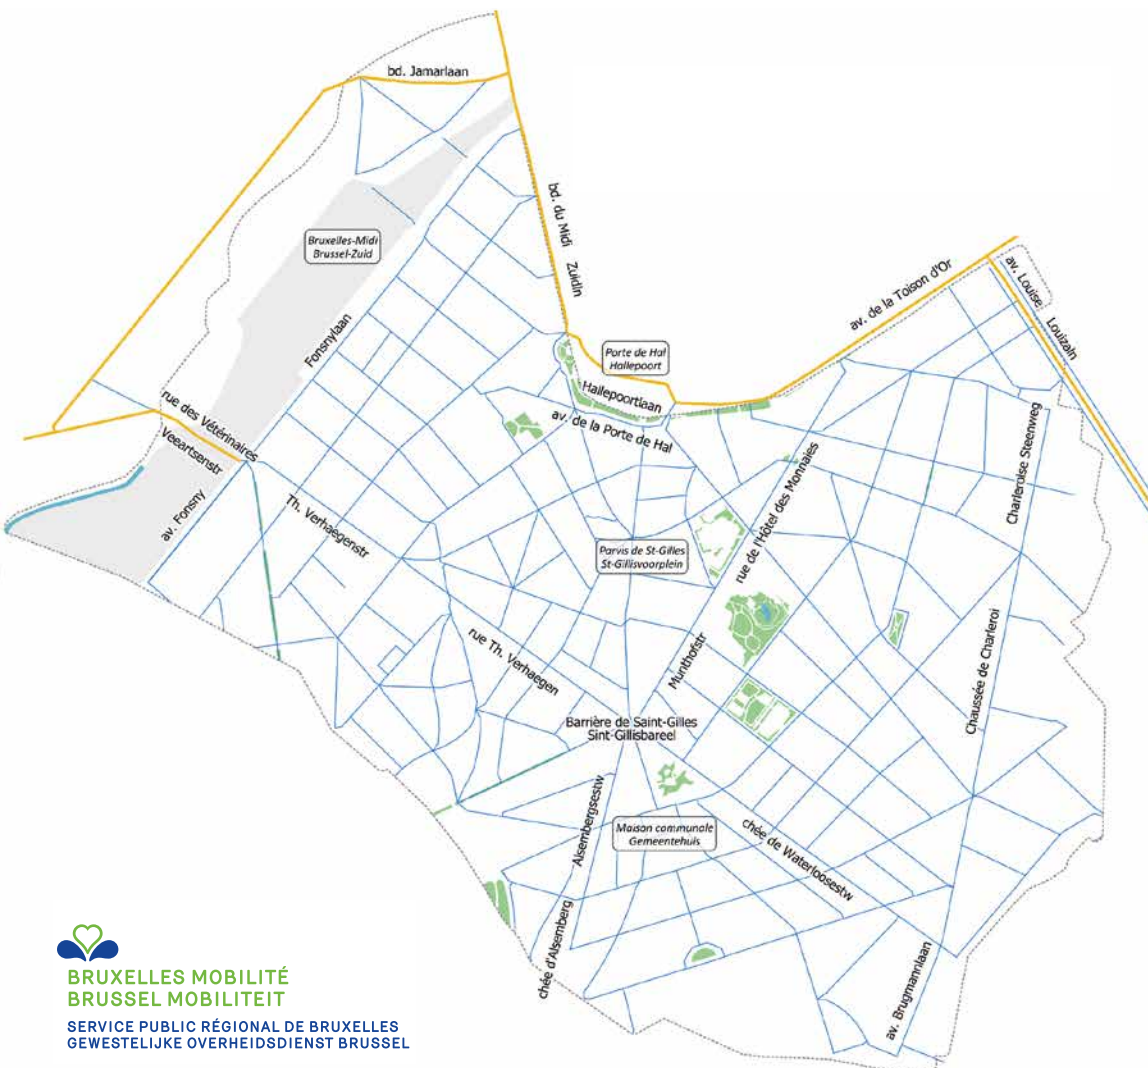 bd. Jamarlaan
bd. du Midi
Zuidln
Bruxelles-Midi
Brussel-Zuid
av. de la Toison d'Or
av. Louise
Louizaln
Fonsnylaan
Porte de Hal
Hallepoort
Hallepoortlaan
av. de la Porte de Hal
rue des Vétérinaires
Veeartsenstr
av. Fonsny
Th. Verhaegenstr
Charleroise Steenweg
rue de l'Hôtel des Monnaies
Parvis de St-Gilles
St-Gillisvoorplein
rue Th. Verhaegen
Munthofstr
Chaussée de Charleroi
Barrière de Saint-Gilles
Sint-Gillisbareel
Alsembergsestw
Maison communale
Gemeentehuis
chée de Waterloosestw
chée d'Alsemberg
av. Brugmannlaan
BRUXELLES MOBILITÉ
BRUSSEL MOBILITEIT
SERVICE PUBLIC RÉGIONAL DE BRUXELLES
GEWESTELIJKE OVERHEIDSDIENST BRUSSEL